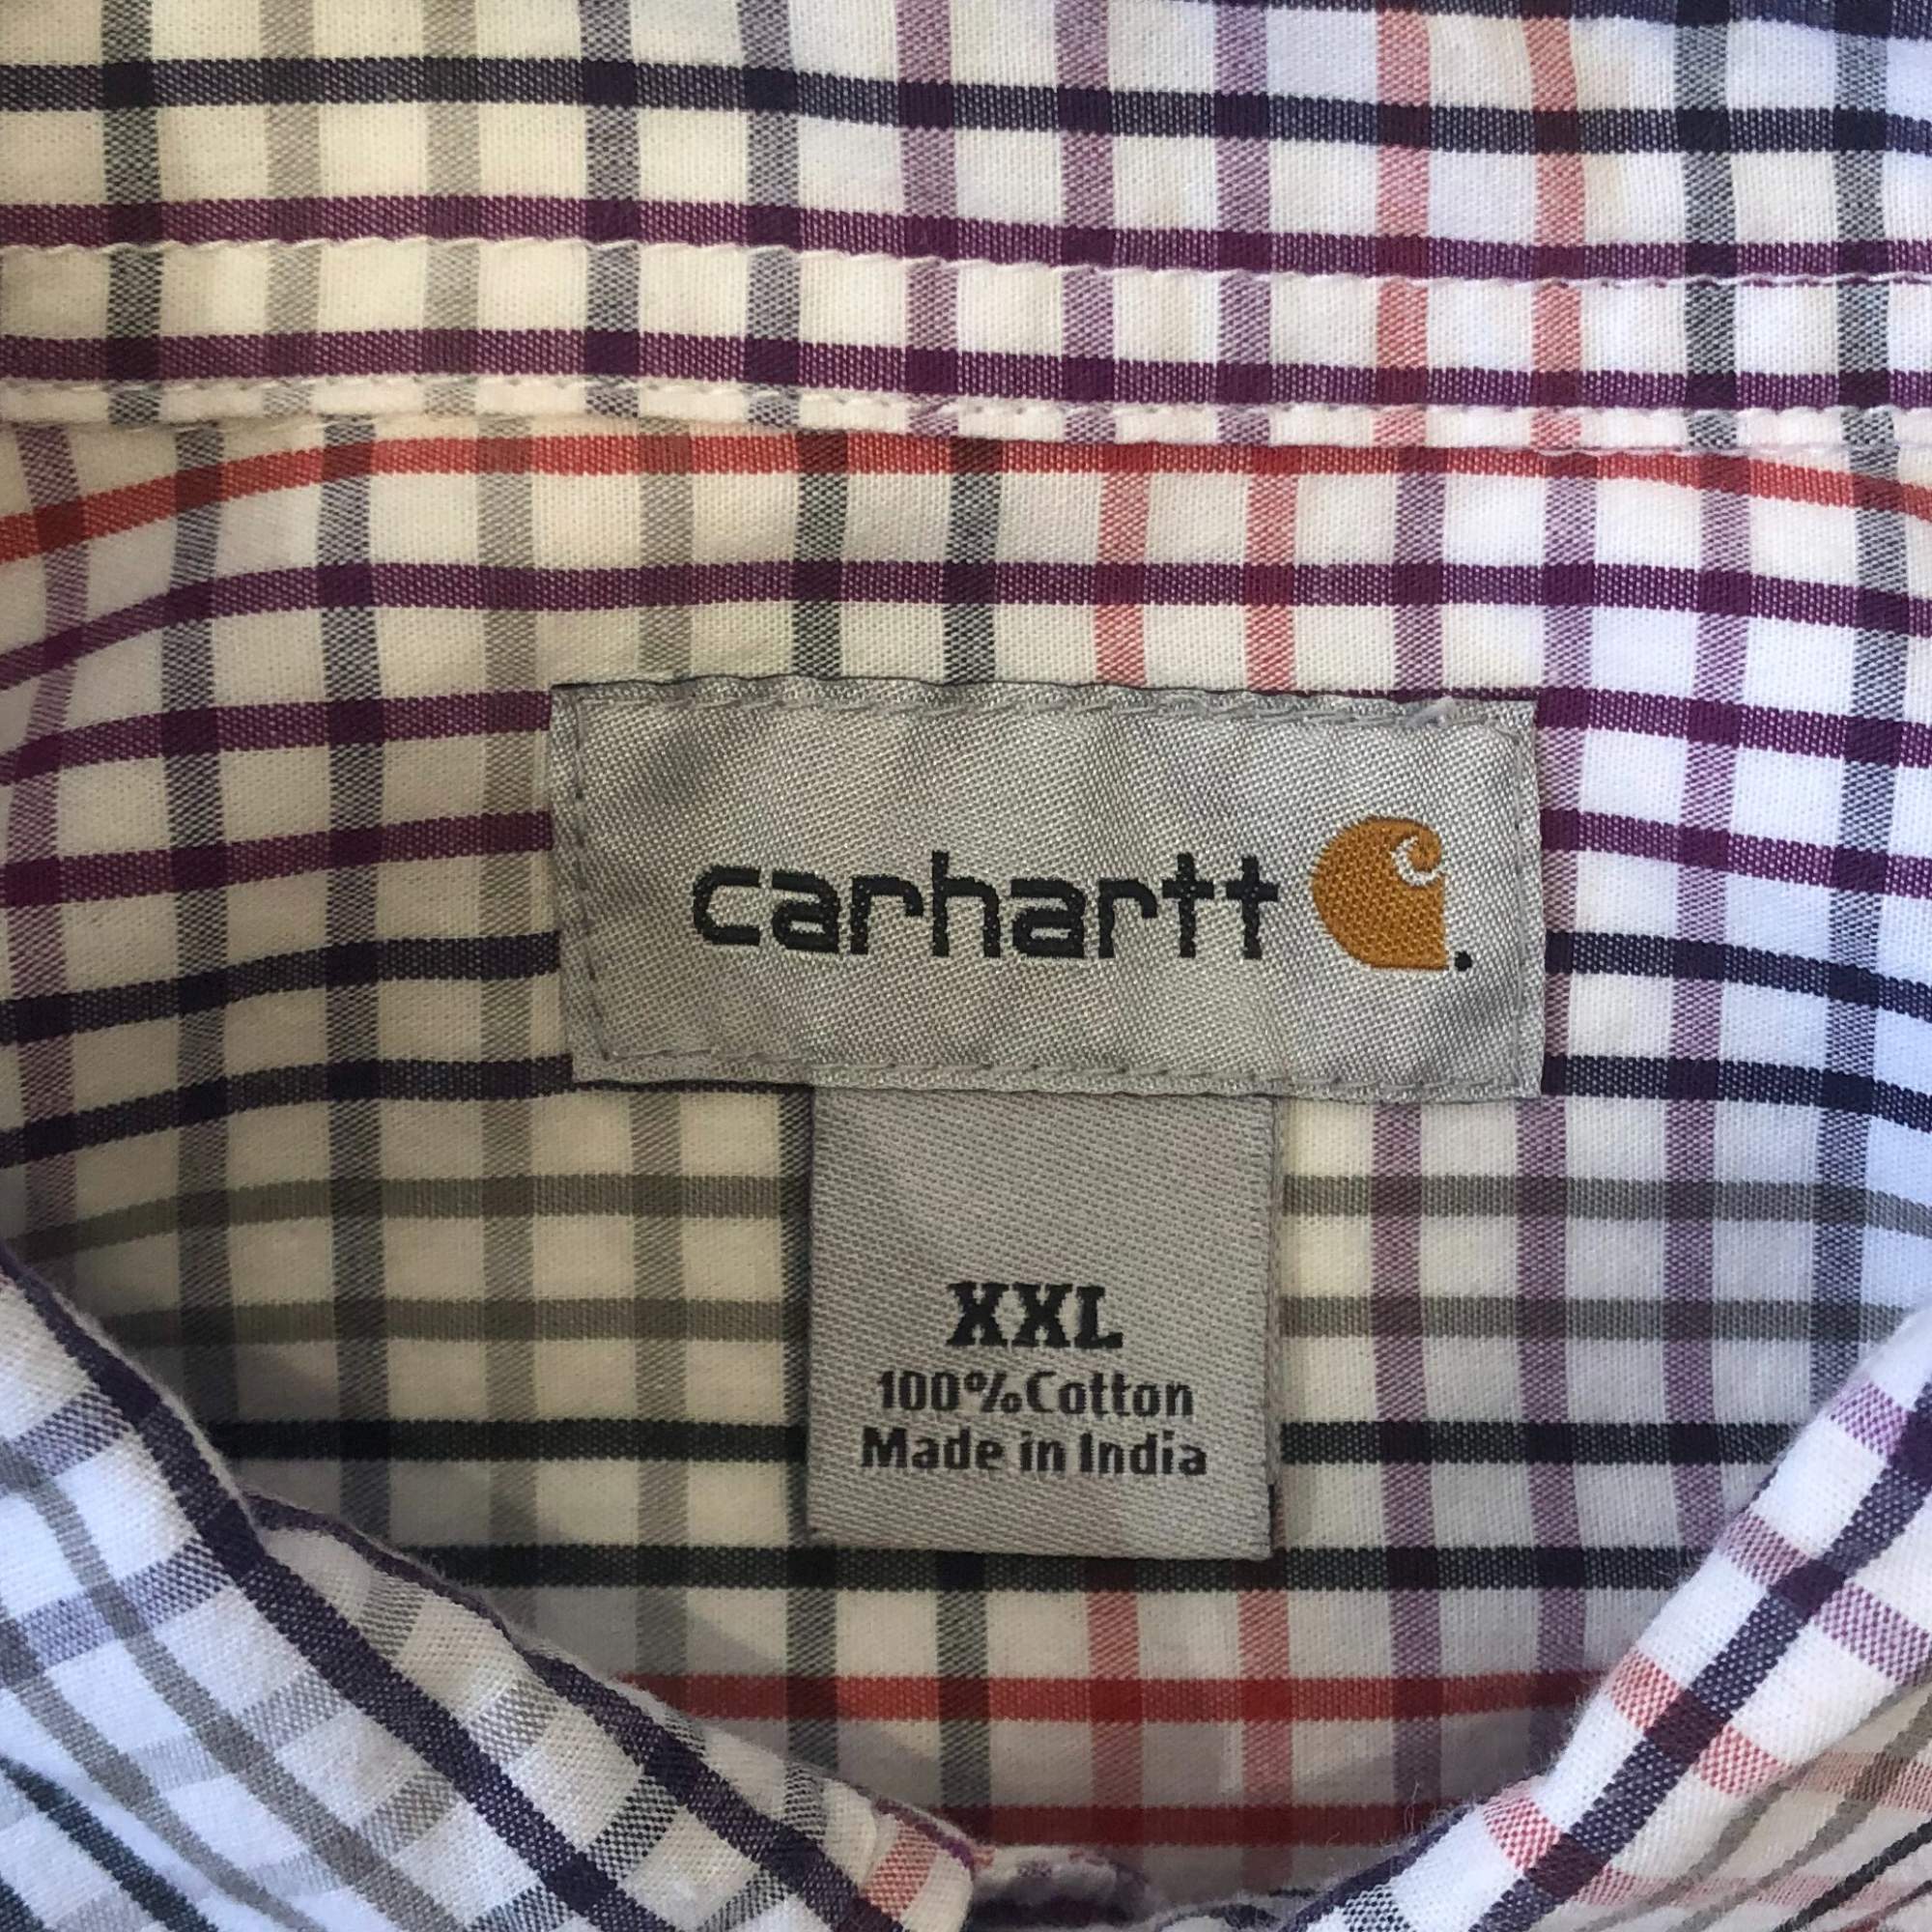 carhartt
XXL
100%Cotton
Made in India